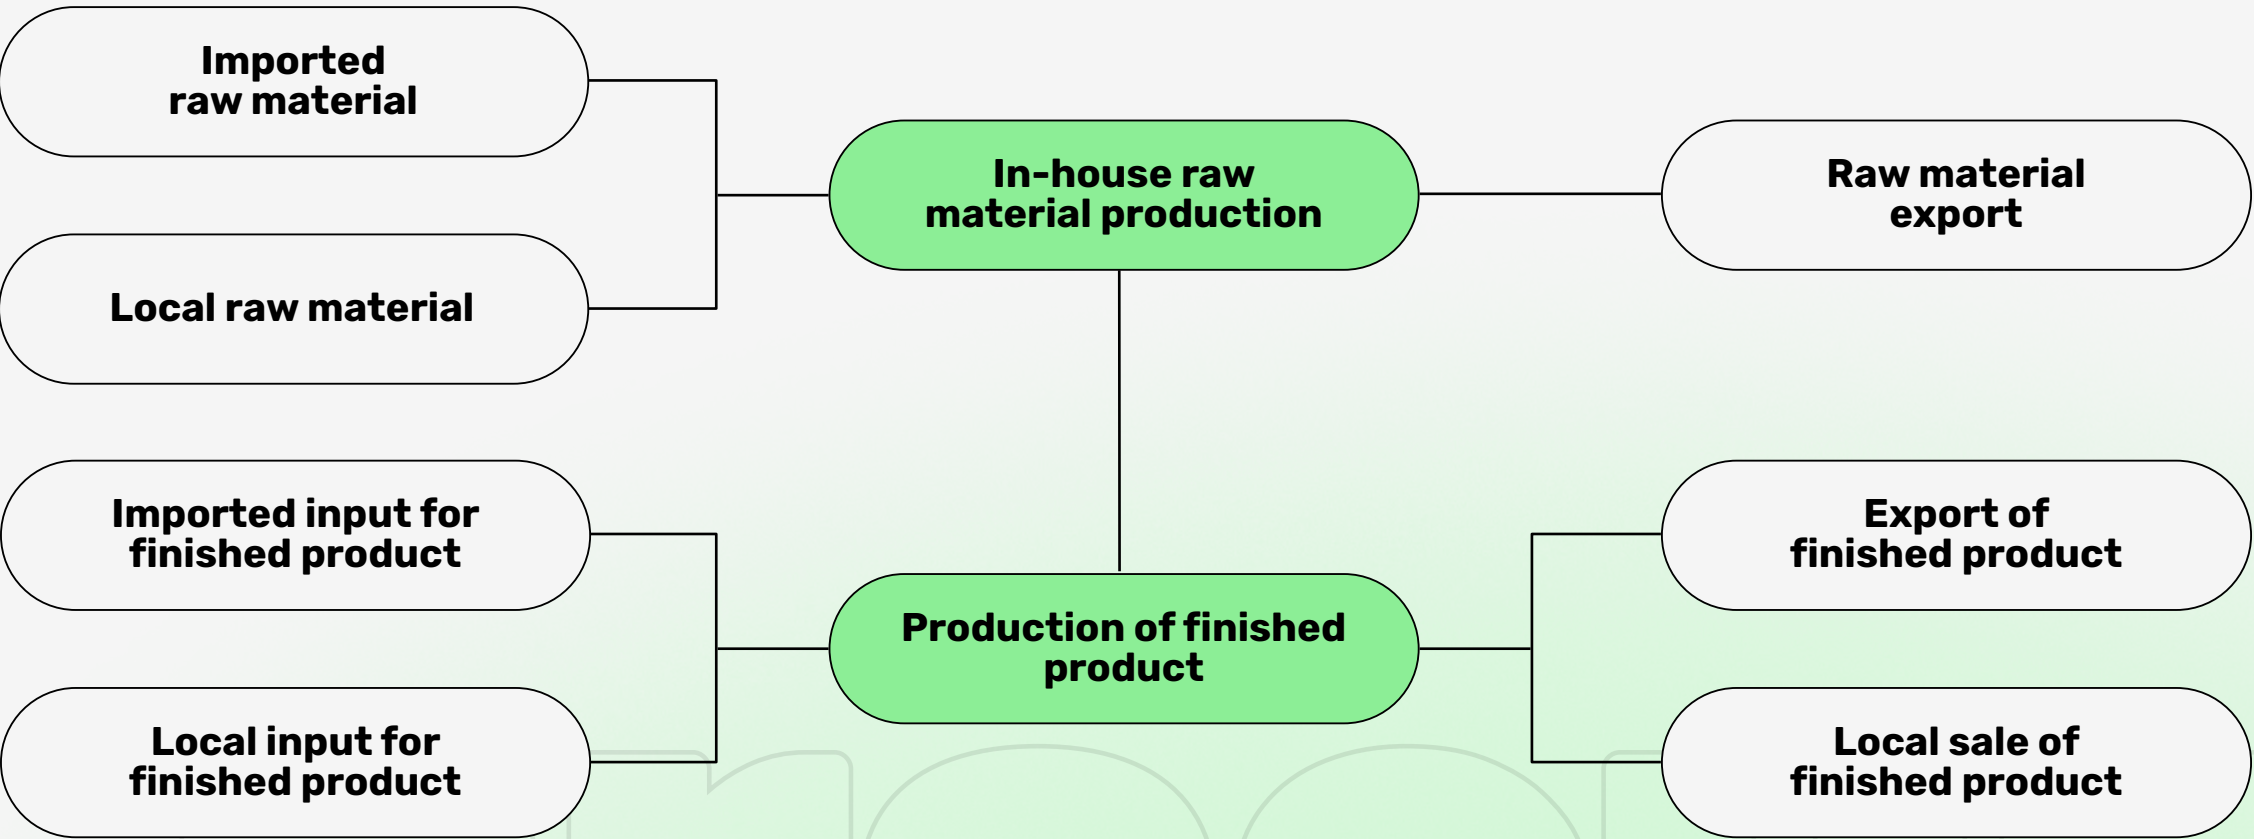 Imported
raw material
Local raw material
In-house raw
material production
Raw material
export
Imported input for
finished product
Local input for
finished product
Production of finished
product
Export of
finished product
Local sale of
finished product